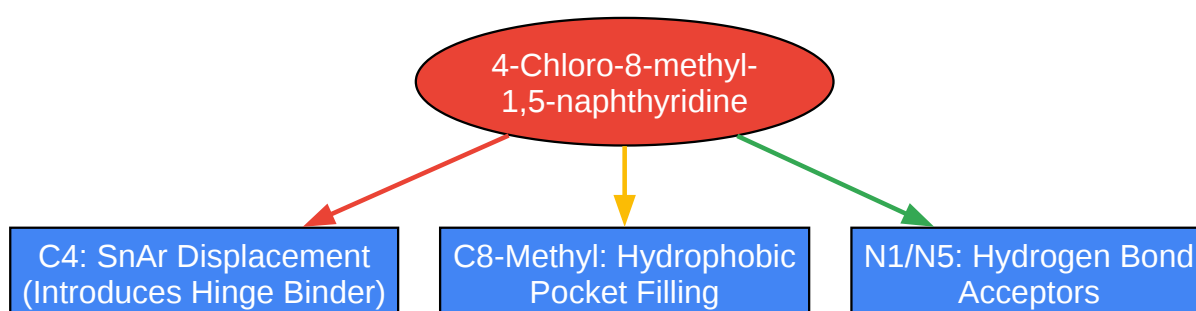 4-Chloro-8-methyl-
1,5-naphthyridine
C4: SnAr Displacement
(Introduces Hinge Binder)
C8-Methyl: Hydrophobic
Pocket Filling
N1/N5: Hydrogen Bond
Acceptors